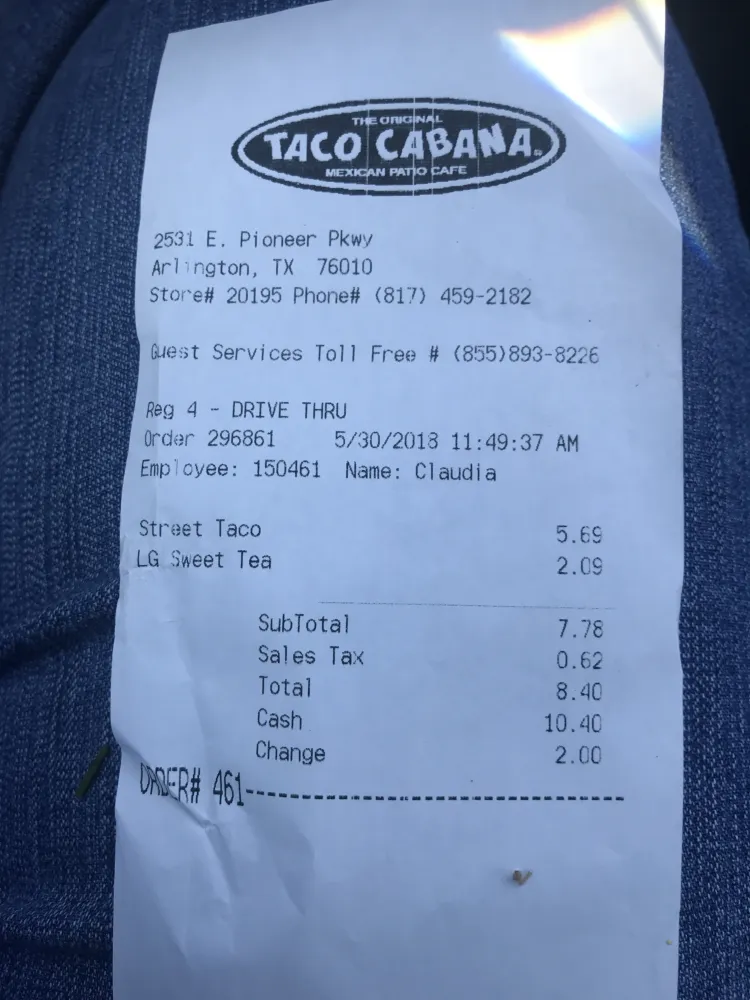 THE ORIGINAL
TACO CABANA®
MEXICAN PATIO CAFE
2531 E. Pioneer Pkwy
Arlington, TX 76010
Store# 20195 Phone# (817) 459-2182
Guest Services Toll Free # (855)893-8226
Reg 4 - DRIVE THRU
Order 296861 5/30/2018 11:49:37 AM
Employee: 150461 Name: Claudia
Street Taco 5.69
LG Sweet Tea 2.09
SubTotal 7.78
Sales Tax 0.62
Total 8.40
Cash 10.40
Change 2.00
ORDER# 461--------------------------------